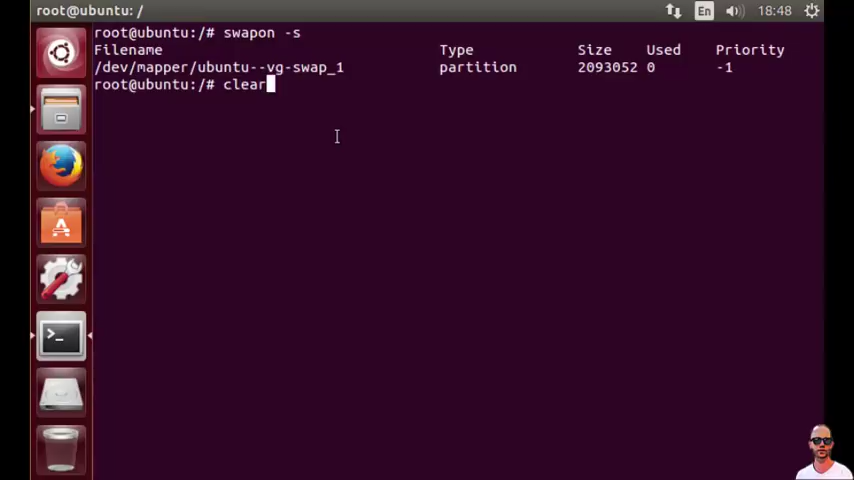 root@ubuntu: /
En
18:48
root@ubuntu:/# swapon -s
Filename Type Size Used Priority
/dev/mapper/ubuntu--vg-swap_1 partition 2093052 0 -1
root@ubuntu:/# clear